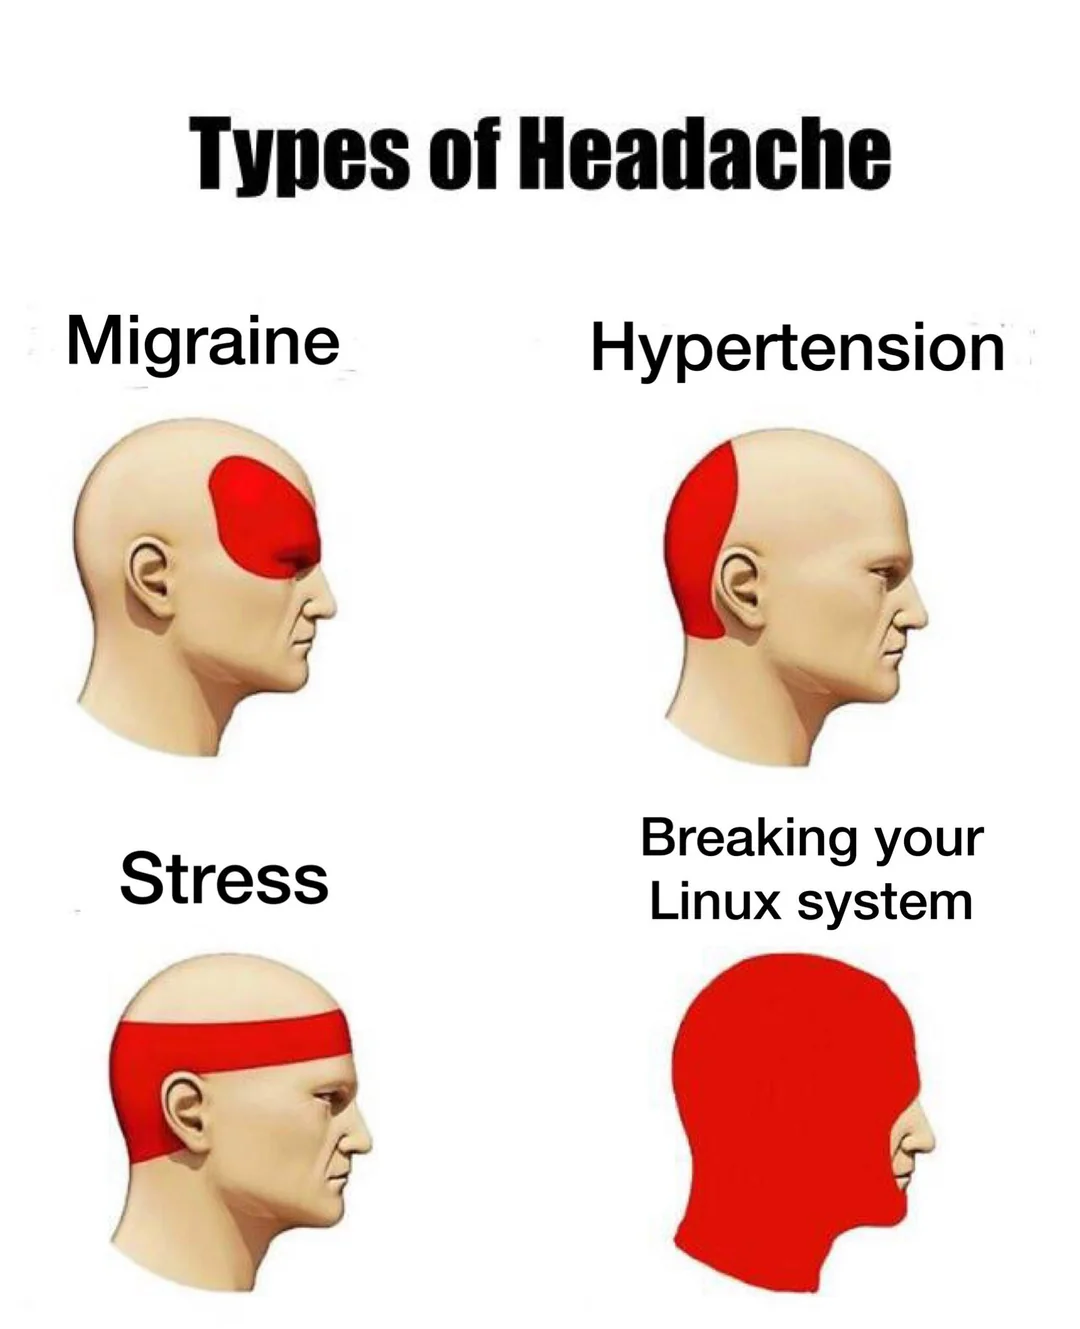 Types of Headache
Migraine
Hypertension
Stress
Breaking your
Linux system